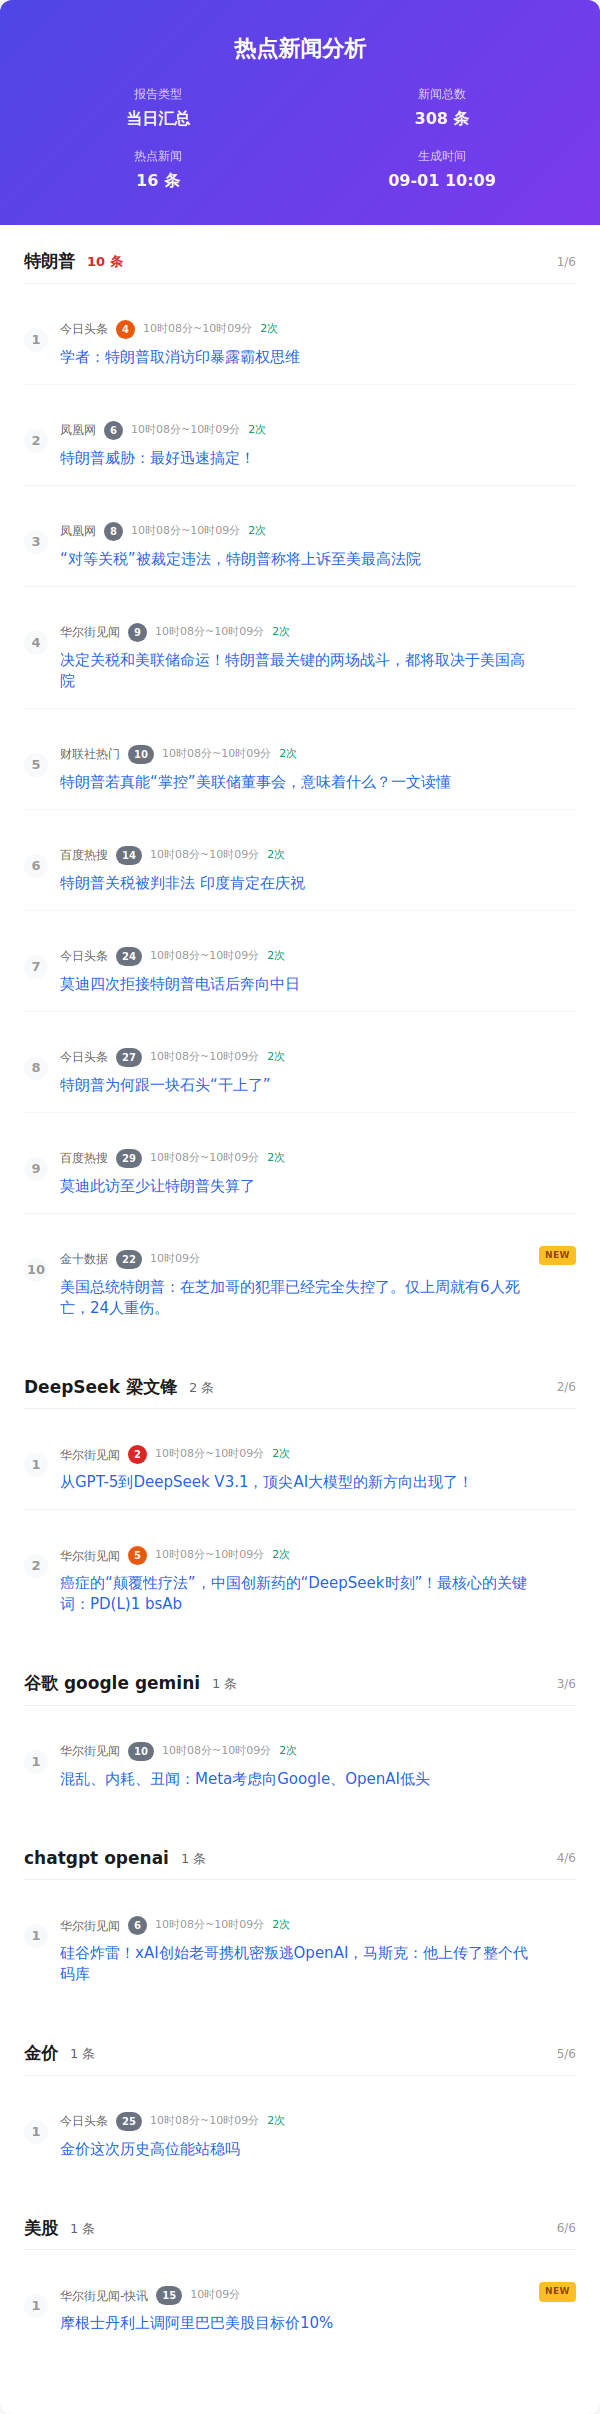 热点新闻分析
报告类型 新闻总数
当日汇总 308 条
热点新闻 生成时间
16 条 09-01 10:09
特朗普 10 条 1/6
1 今日头条 4 10时08分~10时09分 2次
学者：特朗普取消访印暴露霸权思维
2 凤凰网 6 10时08分~10时09分 2次
特朗普威胁：最好迅速搞定！
3 凤凰网 8 10时08分~10时09分 2次
“对等关税”被裁定违法，特朗普称将上诉至美最高法院
4 华尔街见闻 9 10时08分~10时09分 2次
决定关税和美联储命运！特朗普最关键的两场战斗，都将取决于美国高
院
5 财联社热门 10 10时08分~10时09分 2次
特朗普若真能“掌控”美联储董事会，意味着什么？一文读懂
6 百度热搜 14 10时08分~10时09分 2次
特朗普关税被判非法 印度肯定在庆祝
7 今日头条 24 10时08分~10时09分 2次
莫迪四次拒接特朗普电话后奔向中日
8 今日头条 27 10时08分~10时09分 2次
特朗普为何跟一块石头“干上了”
9 百度热搜 29 10时08分~10时09分 2次
莫迪此访至少让特朗普失算了
10 金十数据 22 10时09分 NEW
美国总统特朗普：在芝加哥的犯罪已经完全失控了。仅上周就有6人死
亡，24人重伤。
DeepSeek 梁文锋 2 条 2/6
1 华尔街见闻 2 10时08分~10时09分 2次
从GPT-5到DeepSeek V3.1，顶尖AI大模型的新方向出现了！
2 华尔街见闻 5 10时08分~10时09分 2次
癌症的“颠覆性疗法”，中国创新药的“DeepSeek时刻”！最核心的关键
词：PD(L)1 bsAb
谷歌 google gemini 1 条 3/6
1 华尔街见闻 10 10时08分~10时09分 2次
混乱、内耗、丑闻：Meta考虑向Google、OpenAI低头
chatgpt openai 1 条 4/6
1 华尔街见闻 6 10时08分~10时09分 2次
硅谷炸雷！xAI创始老哥携机密叛逃OpenAI，马斯克：他上传了整个代
码库
金价 1 条 5/6
1 今日头条 25 10时08分~10时09分 2次
金价这次历史高位能站稳吗
美股 1 条 6/6
1 华尔街见闻-快讯 15 10时09分 NEW
摩根士丹利上调阿里巴巴美股目标价10%